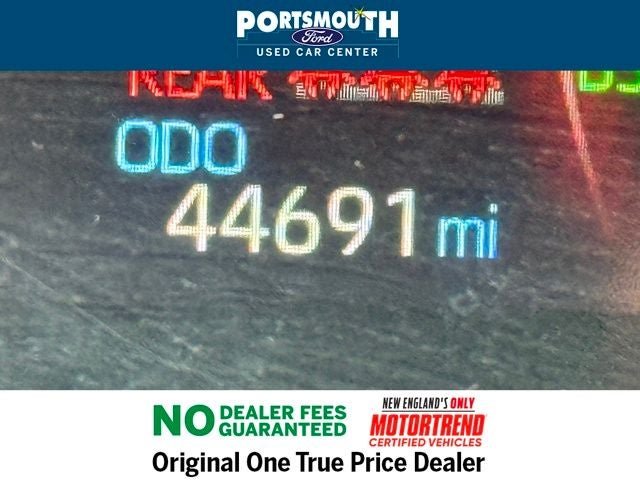 PORTSMOUTH
Ford
USED CAR CENTER
REAR
ODO
44691 mi
NO DEALER FEES GUARANTEED
NEW ENGLAND'S ONLY
MOTORTREND
CERTIFIED VEHICLES
Original One True Price Dealer